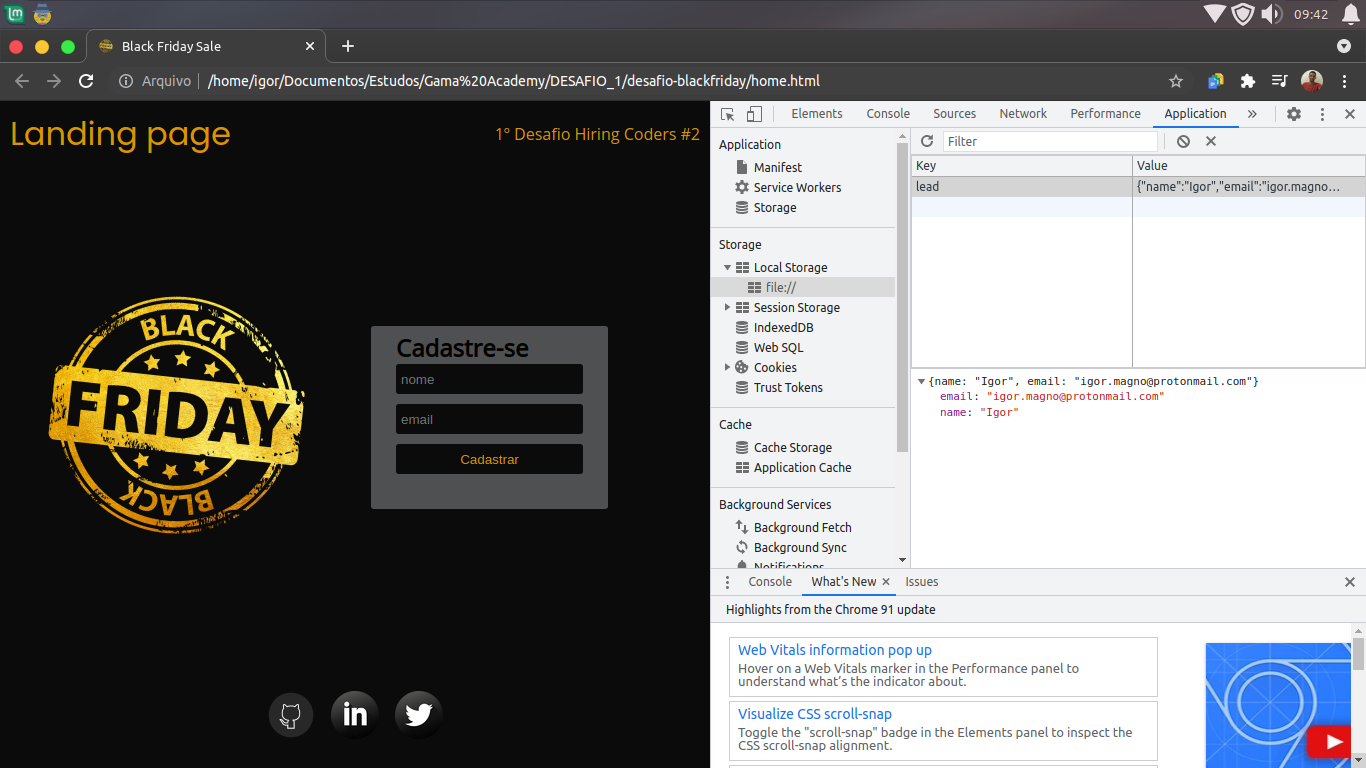 09:42
Black Friday Sale
Arquivo
/home/igor/Documentos/Estudos/Gama%20Academy/DESAFIO_1/desafio-blackfriday/home.html
Landing page
1º Desafio Hiring Coders #2
BLACK
FRIDAY
BLACK
Cadastre-se
nome
email
Cadastrar
in
Elements Console Sources Network Performance Application »
Application
Manifest
Service Workers
Storage
Storage
Local Storage
file://
Session Storage
IndexedDB
Web SQL
Cookies
Trust Tokens
Cache
Cache Storage
Application Cache
Background Services
Background Fetch
Background Sync
Notifications
Filter
Key Value
lead {"name":"Igor","email":"igor.magno…
{name: "Igor", email: "igor.magno@protonmail.com"}
email: "igor.magno@protonmail.com"
name: "Igor"
Console What's New Issues
Highlights from the Chrome 91 update
Web Vitals information pop up
Hover on a Web Vitals marker in the Performance panel to
understand what's the indicator about.
Visualize CSS scroll-snap
Toggle the "scroll-snap" badge in the Elements panel to inspect the
CSS scroll-snap alignment.